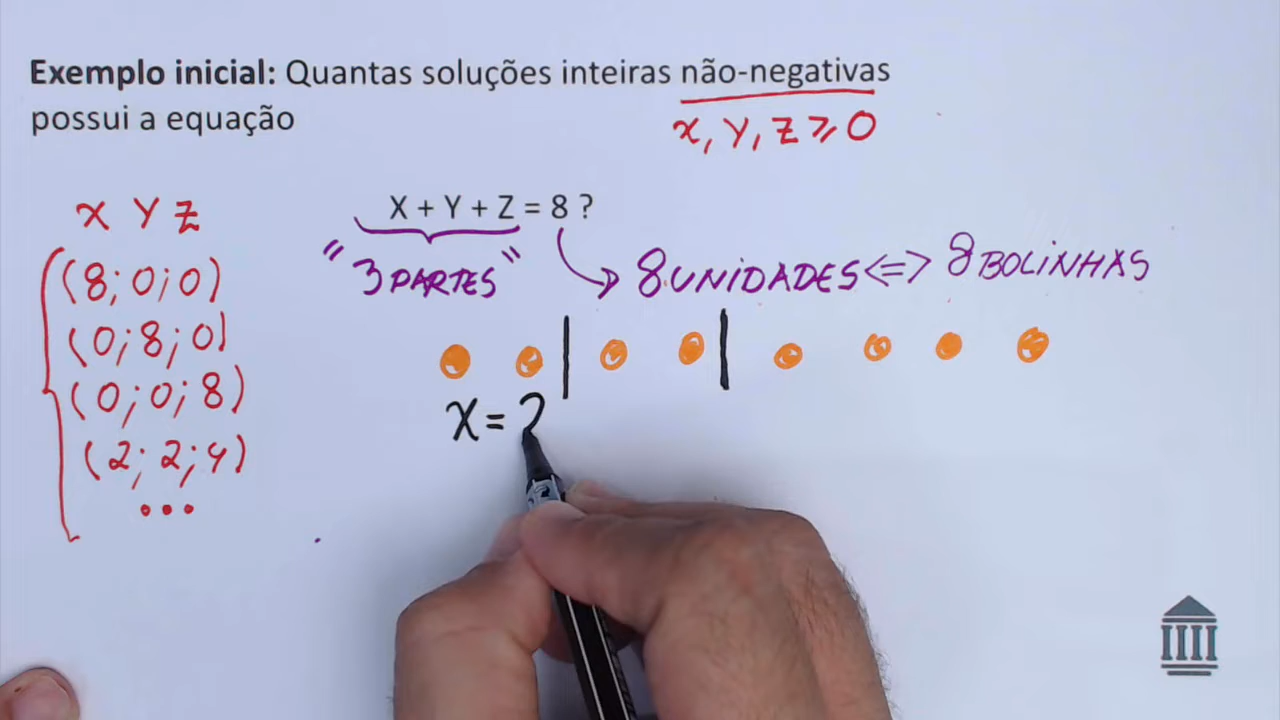 Exemplo inicial: Quantas soluções inteiras não-negativas
possui a equação
x, Y, Z ⩾ 0
X + Y + Z = 8 ?
"3 PARTES"
8 UNIDADES <=> 8 BOLINHAS
X Y Z
(8; 0; 0)
(0; 8; 0)
(0; 0; 8)
(2; 2; 4)
...
x = 2